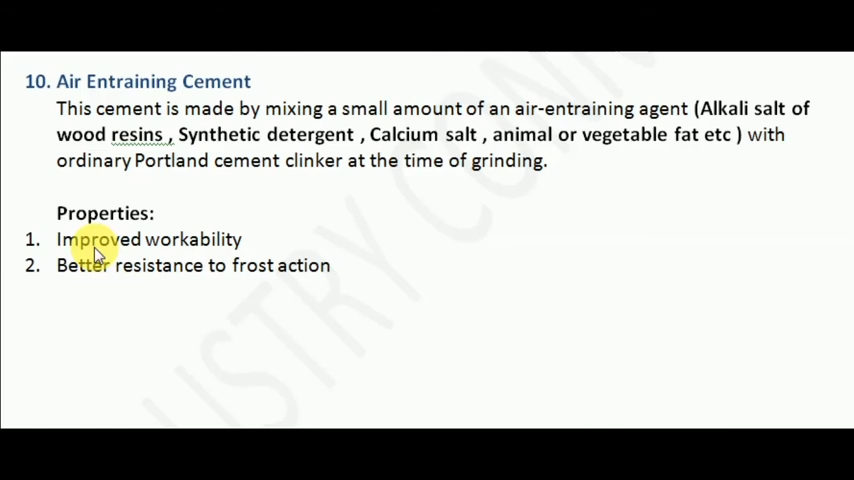 10. Air Entraining Cement
This cement is made by mixing a small amount of an air-entraining agent (Alkali salt of
wood resins , Synthetic detergent , Calcium salt , animal or vegetable fat etc ) with
ordinary Portland cement clinker at the time of grinding.
Properties:
1. Improved workability
2. Better resistance to frost action